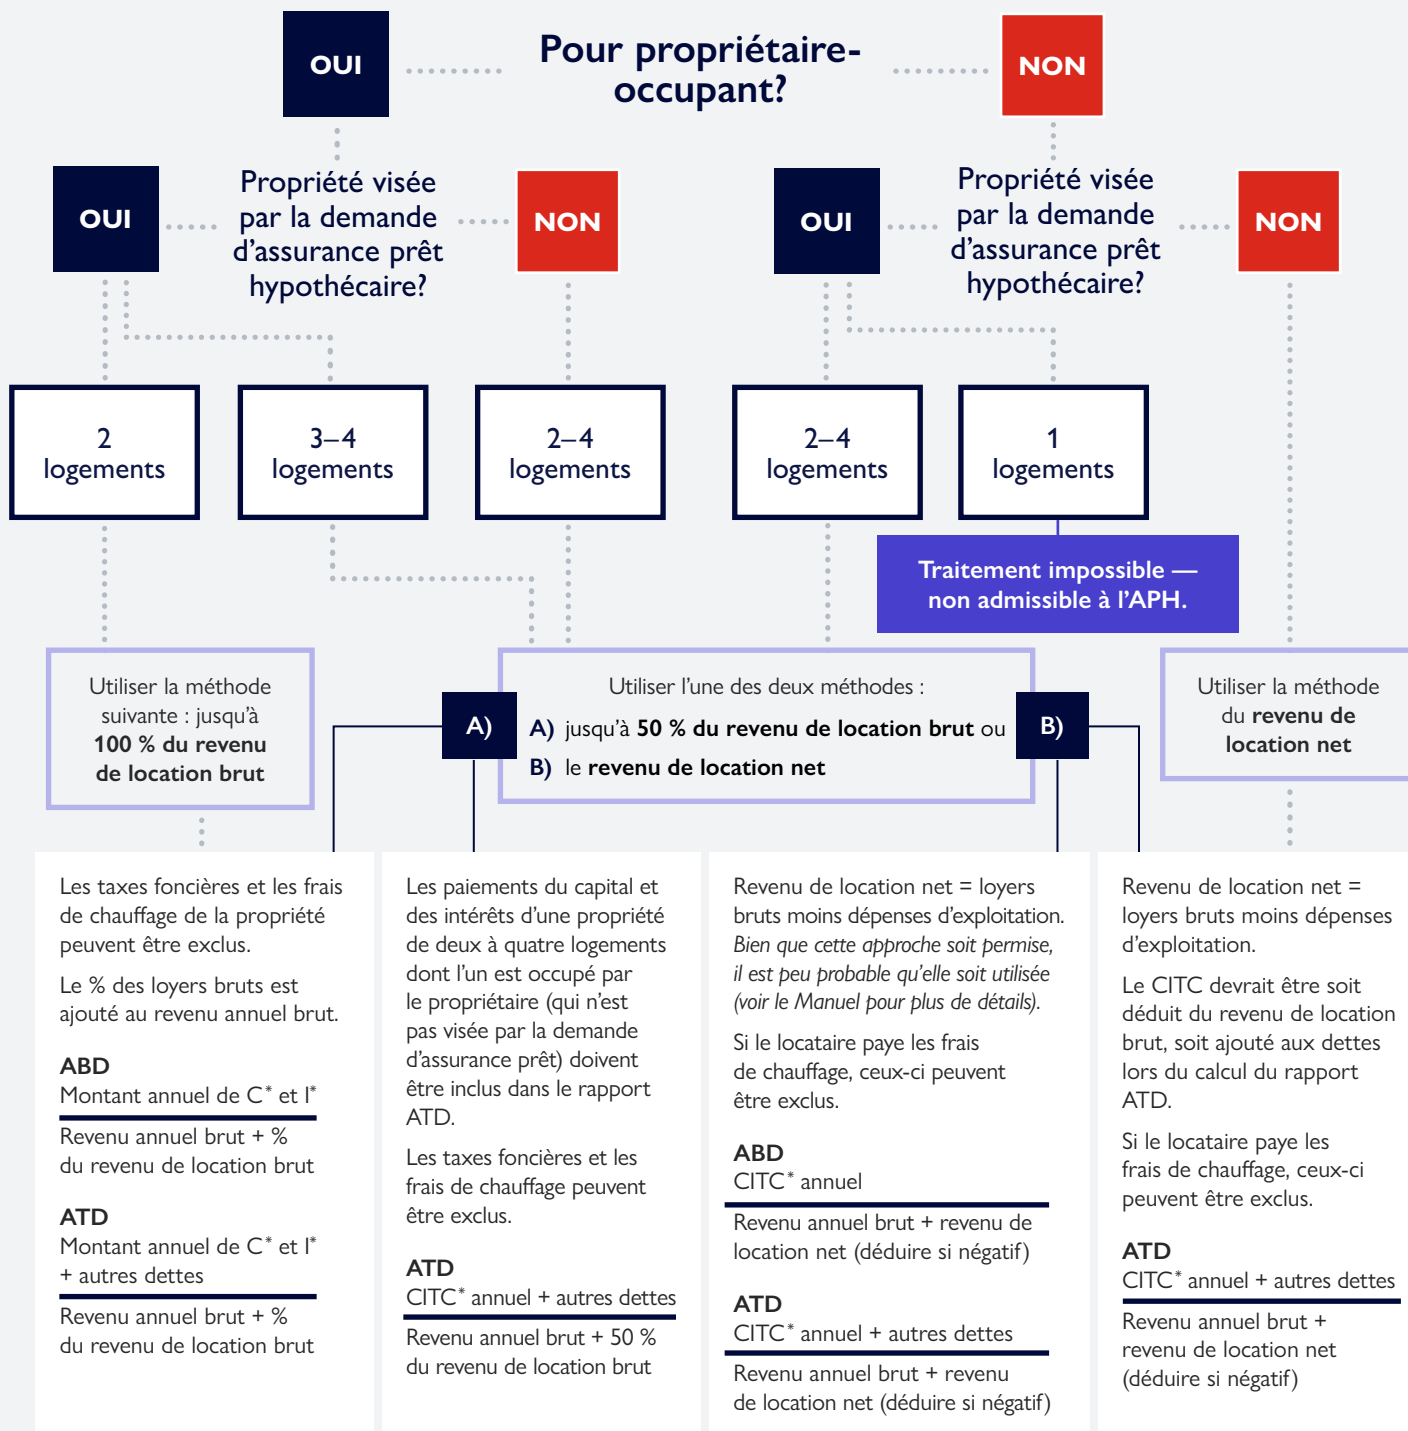 OUI
Pour propriétaire-
occupant?
NON
OUI
Propriété visée
par la demande
d'assurance prêt
hypothécaire?
NON
OUI
Propriété visée
par la demande
d'assurance prêt
hypothécaire?
NON
2
logements
3–4
logements
2–4
logements
2–4
logements
1
logements
Traitement impossible —
non admissible à l'APH.
Utiliser la méthode
suivante : jusqu'à
100 % du revenu
de location brut
A)
Utiliser l'une des deux méthodes :
A) jusqu'à 50 % du revenu de location brut ou
B) le revenu de location net
B)
Utiliser la méthode
du revenu de
location net
Les taxes foncières et les frais
de chauffage de la propriété
peuvent être exclus.
Le % des loyers bruts est
ajouté au revenu annuel brut.
ABD
Montant annuel de C* et I*
Revenu annuel brut + %
du revenu de location brut
ATD
Montant annuel de C* et I*
+ autres dettes
Revenu annuel brut + %
du revenu de location brut
Les paiements du capital et
des intérêts d'une propriété
de deux à quatre logements
dont l'un est occupé par
le propriétaire (qui n'est
pas visée par la demande
d'assurance prêt) doivent
être inclus dans le rapport
ATD.
Les taxes foncières et les
frais de chauffage peuvent
être exclus.
ATD
CITC* annuel + autres dettes
Revenu annuel brut + 50 %
du revenu de location brut
Revenu de location net = loyers
bruts moins dépenses d'exploitation.
Bien que cette approche soit permise,
il est peu probable qu'elle soit utilisée
(voir le Manuel pour plus de détails).
Si le locataire paye les frais
de chauffage, ceux-ci peuvent
être exclus.
ABD
CITC* annuel
Revenu annuel brut + revenu de
location net (déduire si négatif)
ATD
CITC* annuel + autres dettes
Revenu annuel brut + revenu
de location net (déduire si négatif)
Revenu de location net =
loyers bruts moins dépenses
d'exploitation.
Le CITC devrait être soit
déduit du revenu de location
brut, soit ajouté aux dettes
lors du calcul du rapport
ATD.
Si le locataire paye les
frais de chauffage, ceux-ci
peuvent être exclus.
ATD
CITC* annuel + autres dettes
Revenu annuel brut +
revenu de location net
(déduire si négatif)